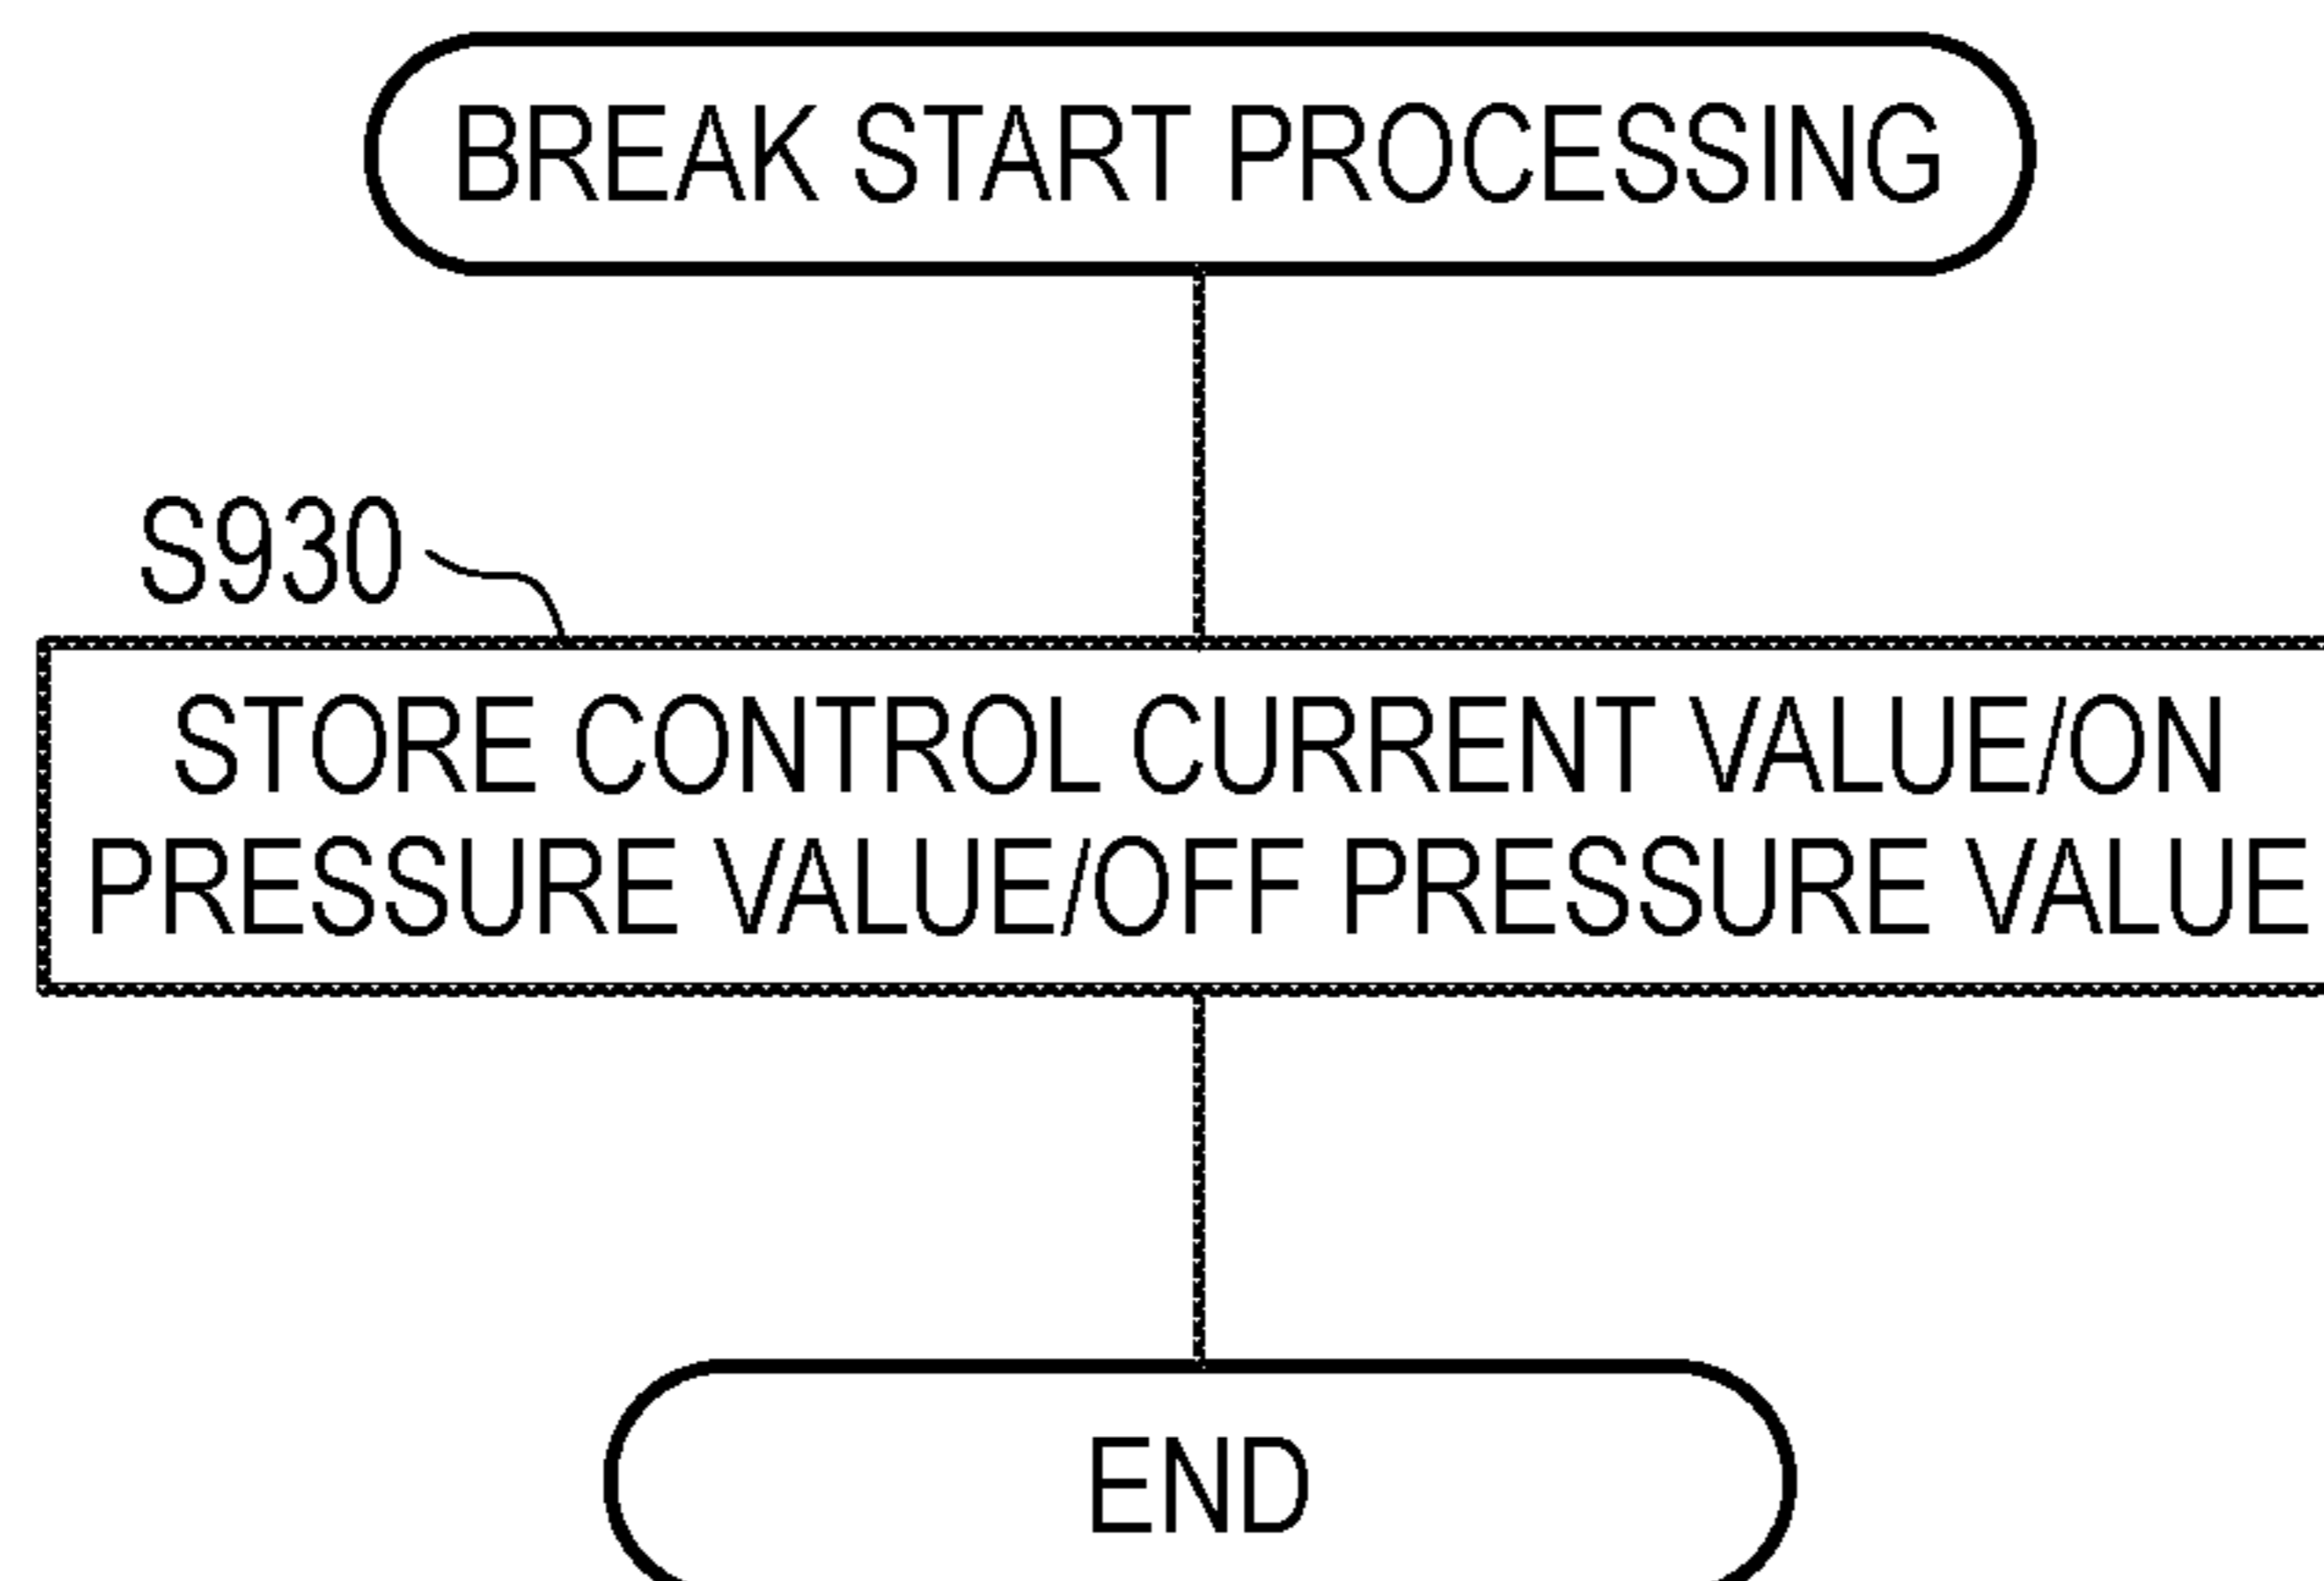 BREAK START PROCESSING
S930
STORE CONTROL CURRENT VALUE/ON
PRESSURE VALUE/OFF PRESSURE VALUE
END